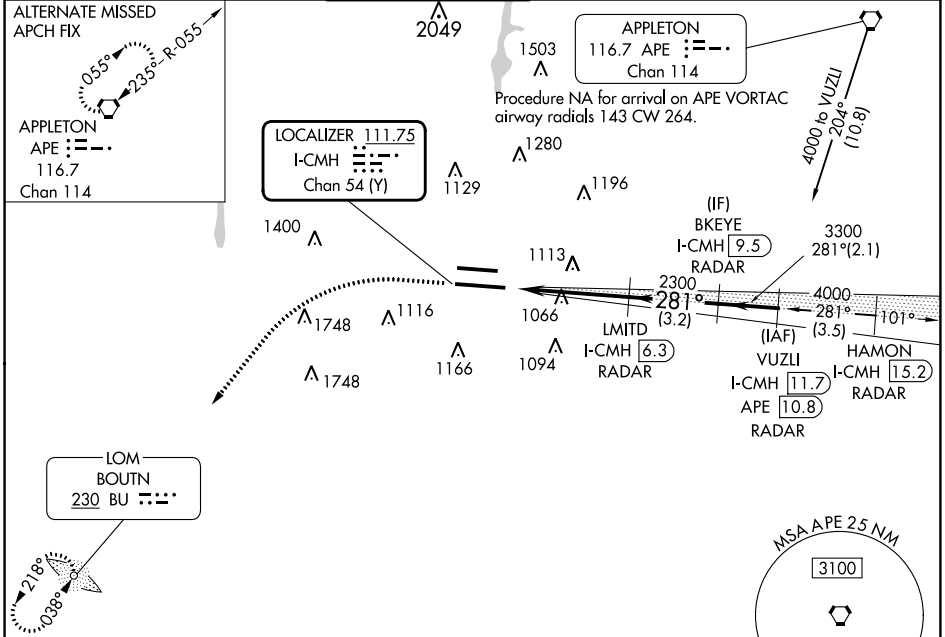 ALTERNATE MISSED
APCH FIX
055°
235°
R-055
APPLETON
APE
116.7
Chan 114
2049
1503
APPLETON
116.7 APE
Chan 114
Procedure NA for arrival on APE VORTAC
airway radials 143 CW 264.
4000 to VUZLI
204°
(10.8)
LOCALIZER 111.75
I-CMH
Chan 54 (Y)
1280
1129
1196
1400
1113
(IF)
BKEYE
I-CMH 9.5
RADAR
3300
281°(2.1)
2300
281°
(3.2)
4000
281°
(3.5)
101°
1748
1116
1066
LMITD
I-CMH 6.3
RADAR
(IAF)
VUZLI
I-CMH 11.7
APE 10.8
RADAR
HAMON
I-CMH 15.2
RADAR
1748
1166
1094
LOM
BOUTN
230 BU
218°
038°
MSA APE 25 NM
3100